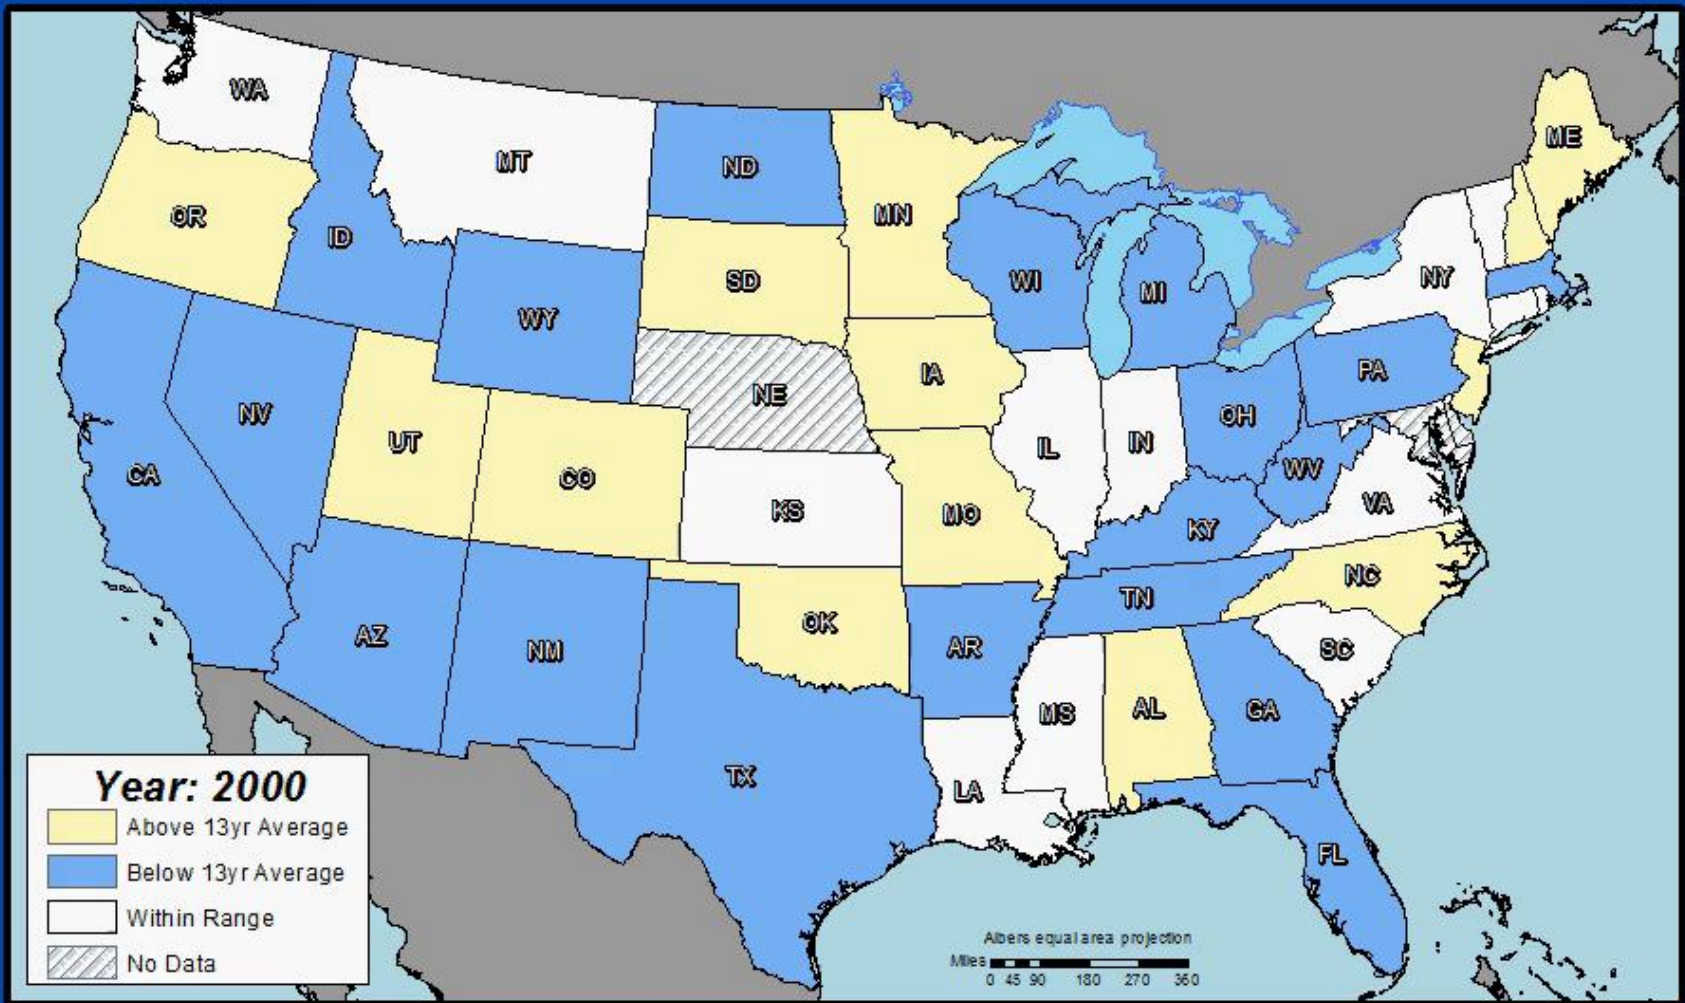 WA
MT
ND
MN
ME
OR
ID
SD
WI
MI
NY
WY
IA
PA
NE
NV
UT
IL
IN
OH
CA
CO
WV
KS
MO
VA
KY
NC
OK
TN
AZ
NM
AR
SC
MS
AL
GA
TX
LA
FL
Year: 2000
Above 13yr Average
Below 13yr Average
Within Range
No Data
Albers equal area projection
Miles
0 45 90 180 270 360